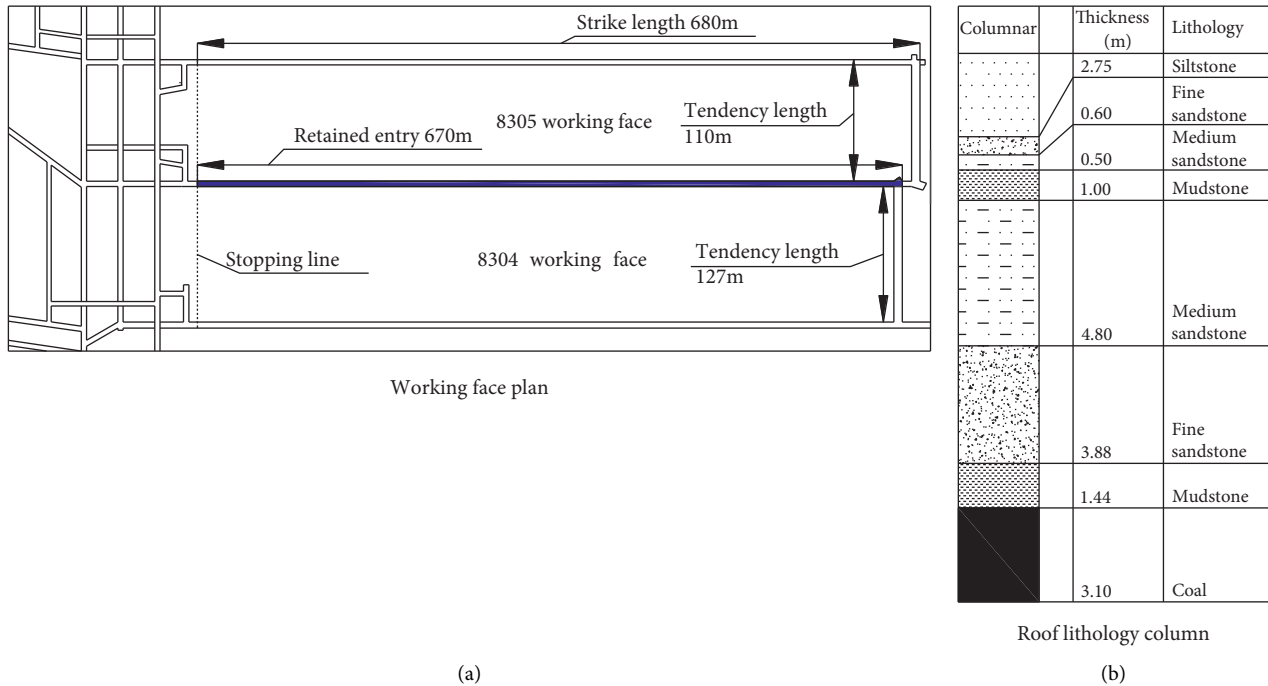 Strike length 680m
Tendency length
110m
8305 working face
Retained entry 670m
Stopping line
8304 working face
Tendency length
127m
Working face plan
(a)
Columnar
Thickness
(m)
Lithology
2.75
Siltstone
0.60
Fine
sandstone
0.50
Medium
sandstone
1.00
Mudstone
4.80
Medium
sandstone
3.88
Fine
sandstone
1.44
Mudstone
3.10
Coal
Roof lithology column
(b)